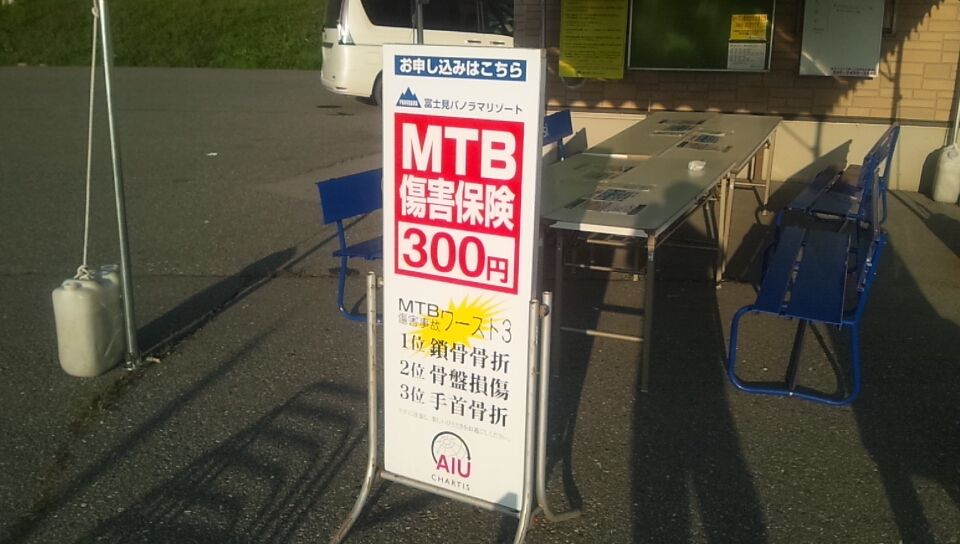 お申し込みはこちら
富士見パノラマリゾート
MTB
傷害保険
300円
MTB
傷害事故 ワースト3
1位 鎖骨骨折
2位 骨盤損傷
3位 手首骨折
AIU
CHARTIS